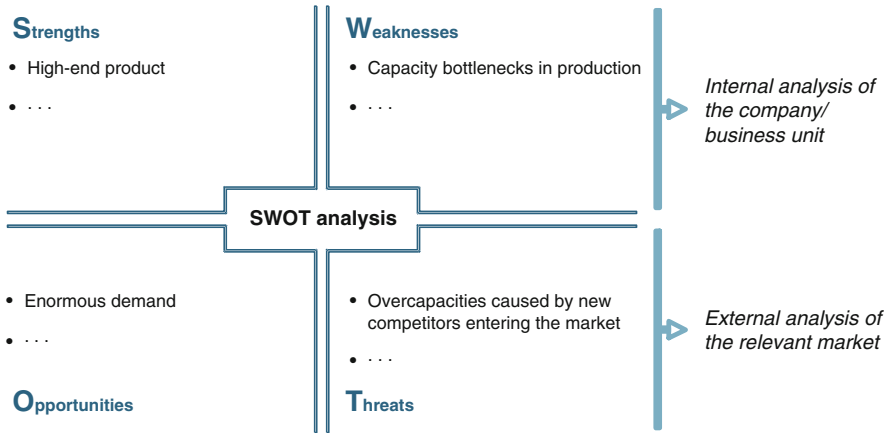 Strengths
• High-end product
• . . .
Weaknesses
• Capacity bottlenecks in production
• . . .
Internal analysis of
the company/
business unit
SWOT analysis
• Enormous demand
• . . .
Opportunities
• Overcapacities caused by new
competitors entering the market
• . . .
Threats
External analysis of
the relevant market